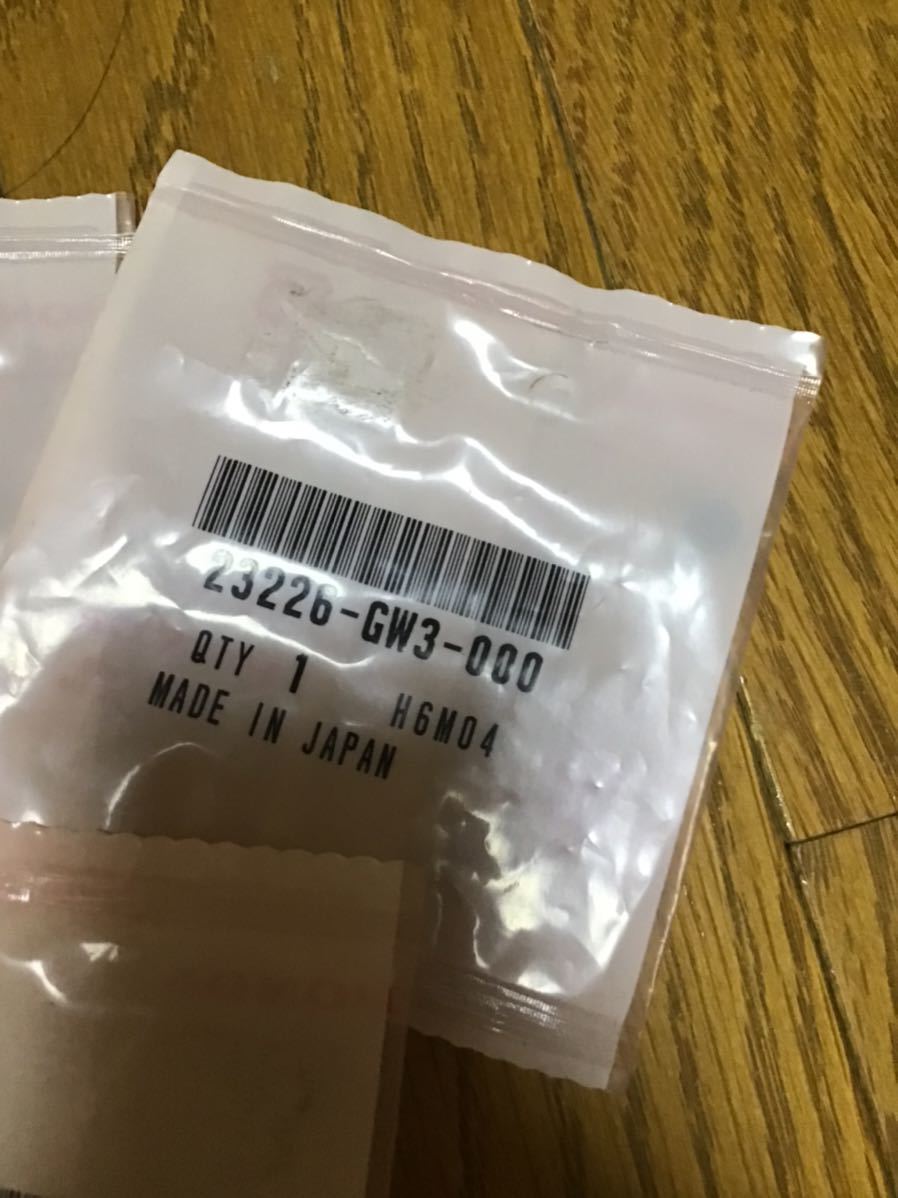 23226-GW3-000
QTY 1 H6M04
MADE IN JAPAN